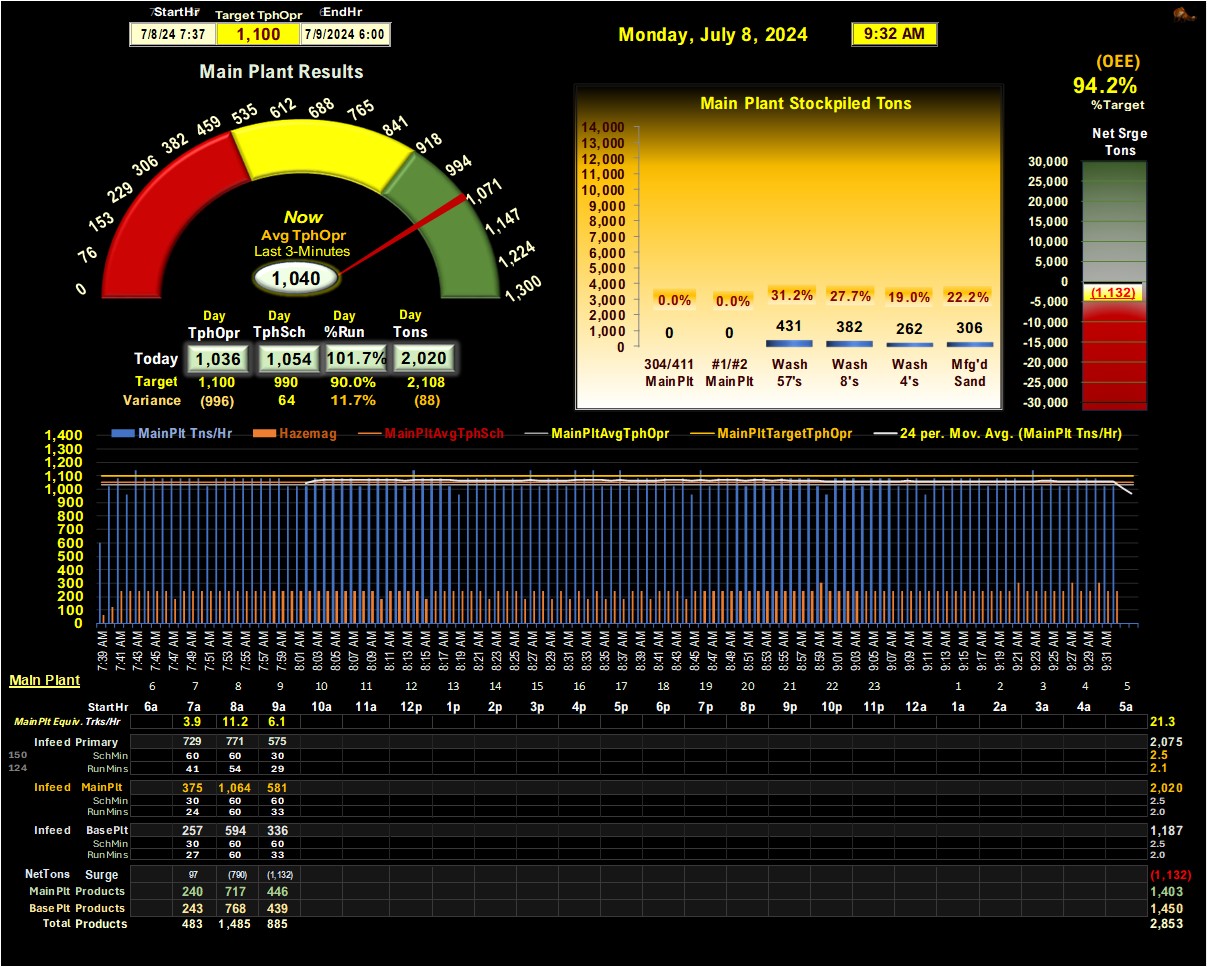 StartHr Target TphOpr EndHr
7/8/24 7:37 1,100 7/9/2024 6:00
Monday, July 8, 2024 9:32 AM
(OEE)
94.2%
%Target
Main Plant Results
0 76 153 229 306 382 459 535 612 688 765 841 918 994 1,071 1,147 1,224 1,300
Now
Avg TphOpr
Last 3-Minutes
1,040
Day Day Day Day
TphOpr TphSch %Run Tons
Today 1,036 1,054 101.7% 2,020
Target 1,100 990 90.0% 2,108
Variance (996) 64 11.7% (88)
Main Plant Stockpiled Tons
14,000
13,000
12,000
11,000
10,000
9,000
8,000
7,000
6,000
5,000
4,000
3,000
2,000
1,000
0
0.0% 0.0% 31.2% 27.7% 19.0% 22.2%
0 0 431 382 262 306
304/411 #1/#2 Wash Wash Wash Mfg'd
MainPlt MainPlt 57's 8's 4's Sand
Net Srge
Tons
30,000
25,000
20,000
15,000
10,000
5,000
0
(1,132)
-5,000
-10,000
-15,000
-20,000
-25,000
-30,000
MainPlt Tns/Hr Hazemag MainPltAvgTphSch MainPltAvgTphOpr MainPltTargetTphOpr 24 per. Mov. Avg. (MainPlt Tns/Hr)
1,400
1,300
1,200
1,100
1,000
900
800
700
600
500
400
300
200
100
0
7:39 AM 7:41 AM 7:43 AM 7:45 AM 7:47 AM 7:49 AM 7:51 AM 7:53 AM 7:55 AM 7:57 AM 7:59 AM 8:01 AM 8:03 AM 8:05 AM 8:07 AM 8:09 AM 8:11 AM 8:13 AM 8:15 AM 8:17 AM 8:19 AM 8:21 AM 8:23 AM 8:25 AM 8:27 AM 8:29 AM 8:31 AM 8:33 AM 8:35 AM 8:37 AM 8:39 AM 8:41 AM 8:43 AM 8:45 AM 8:47 AM 8:49 AM 8:51 AM 8:53 AM 8:55 AM 8:57 AM 8:59 AM 9:01 AM 9:03 AM 9:05 AM 9:07 AM 9:09 AM 9:11 AM 9:13 AM 9:15 AM 9:17 AM 9:19 AM 9:21 AM 9:23 AM 9:25 AM 9:27 AM 9:29 AM 9:31 AM
Main Plant
6 7 8 9 10 11 12 13 14 15 16 17 18 19 20 21 22 23 1 2 3 4 5
StartHr 6a 7a 8a 9a 10a 11a 12p 1p 2p 3p 4p 5p 6p 7p 8p 9p 10p 11p 12a 1a 2a 3a 4a 5a
MainPlt Equiv. Trks/Hr 3.9 11.2 6.1 21.3
Infeed Primary 729 771 575 2,075
150 SchMin 60 60 30 2.5
124 RunMins 41 54 29 2.1
Infeed MainPlt 375 1,064 581 2,020
SchMin 30 60 60 2.5
RunMins 24 60 33 2.0
Infeed BasePlt 257 594 336 1,187
SchMin 30 60 60 2.5
RunMins 27 60 33 2.0
NetTons Surge 97 (790) (1,132) (1,132)
MainPlt Products 240 717 446 1,403
BasePlt Products 243 768 439 1,450
Total Products 483 1,485 885 2,853